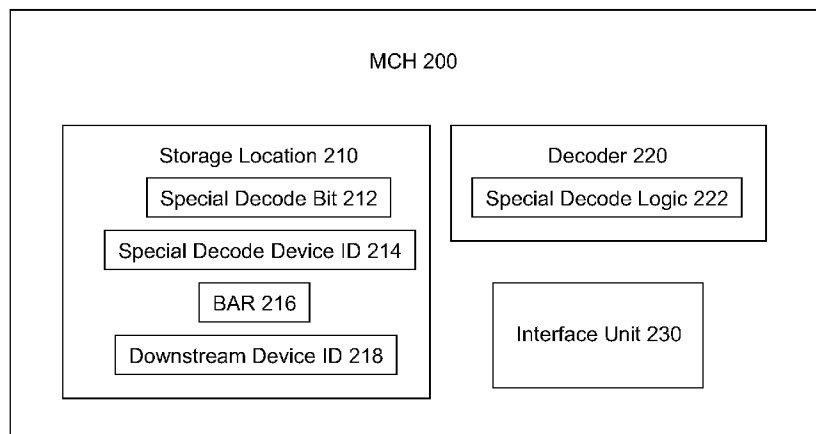 MCH 200
Storage Location 210
Special Decode Bit 212
Special Decode Device ID 214
BAR 216
Downstream Device ID 218
Decoder 220
Special Decode Logic 222
Interface Unit 230